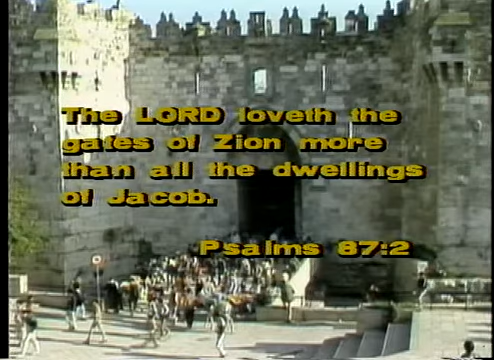 The LORD loveth the
gates of Zion more
than all the dwellings
of Jacob.
Psalms 87:2